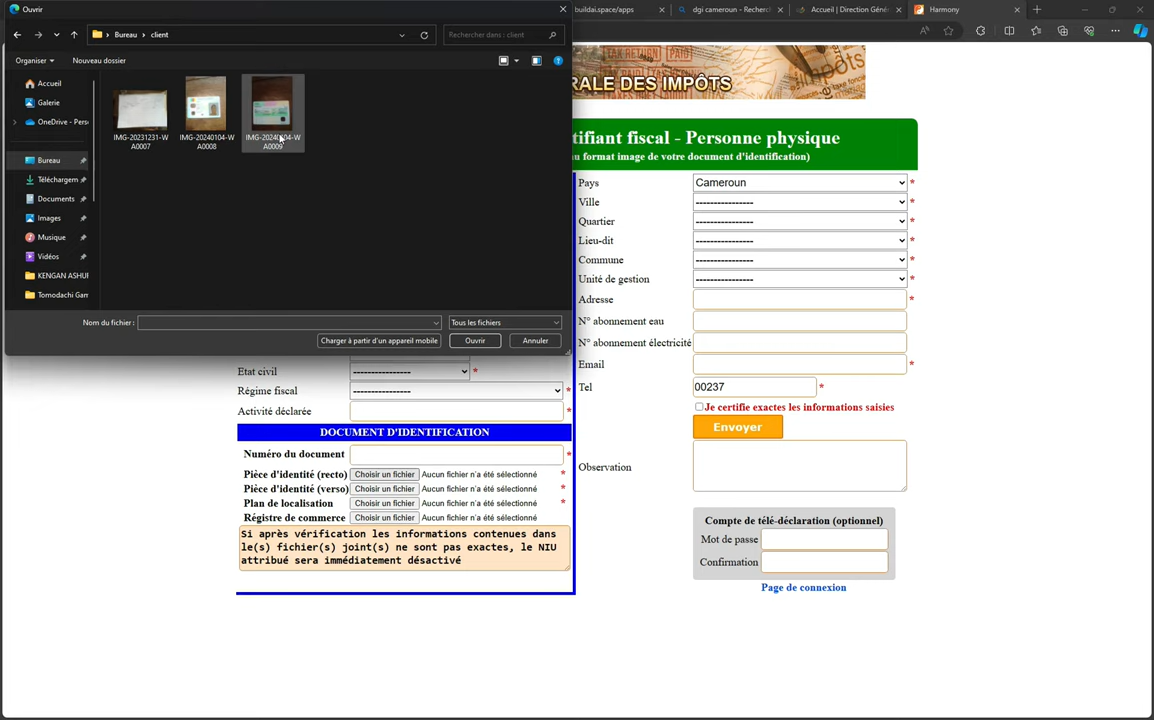 Ouvrir
Bureau
client
Rechercher dans : client
Organiser
Nouveau dossier
Accueil
Galerie
OneDrive - Perso
Bureau
Téléchargem
Documents
Images
Musique
Vidéos
KENGAN ASHUR
Tomodachi Gam
IMG-20231231-W
A0007
IMG-20240104-W
A0008
IMG-20240104-W
A0009
Nom du fichier :
Tous les fichiers
Charger à partir d'un appareil mobile
Ouvrir
Annuler
buildai.space/apps
dgi cameroun - Recherc
Accueil | Direction Génér
Harmony
TAX RETURN
PAID
RALE DES IMPÔTS
tifiant fiscal - Personne physique
u format image de votre document d'identification)
Pays
Cameroun
*
Ville
----------------
*
Quartier
----------------
*
Lieu-dit
----------------
*
Commune
----------------
*
Unité de gestion
----------------
*
Adresse
*
N° abonnement eau
N° abonnement électricité
Email
*
Tel
00237
*
Je certifie exactes les informations saisies
Envoyer
Observation
Compte de télé-déclaration (optionnel)
Mot de passe
Confirmation
Page de connexion
Etat civil
----------------
*
Régime fiscal
----------------
*
Activité déclarée
*
DOCUMENT D'IDENTIFICATION
Numéro du document
*
Pièce d'identité (recto)
Choisir un fichier
Aucun fichier n'a été sélectionné
*
Pièce d'identité (verso)
Choisir un fichier
Aucun fichier n'a été sélectionné
*
Plan de localisation
Choisir un fichier
Aucun fichier n'a été sélectionné
*
Régistre de commerce
Choisir un fichier
Aucun fichier n'a été sélectionné
Si après vérification les informations contenues dans
le(s) fichier(s) joint(s) ne sont pas exactes, le NIU
attribué sera immédiatement désactivé